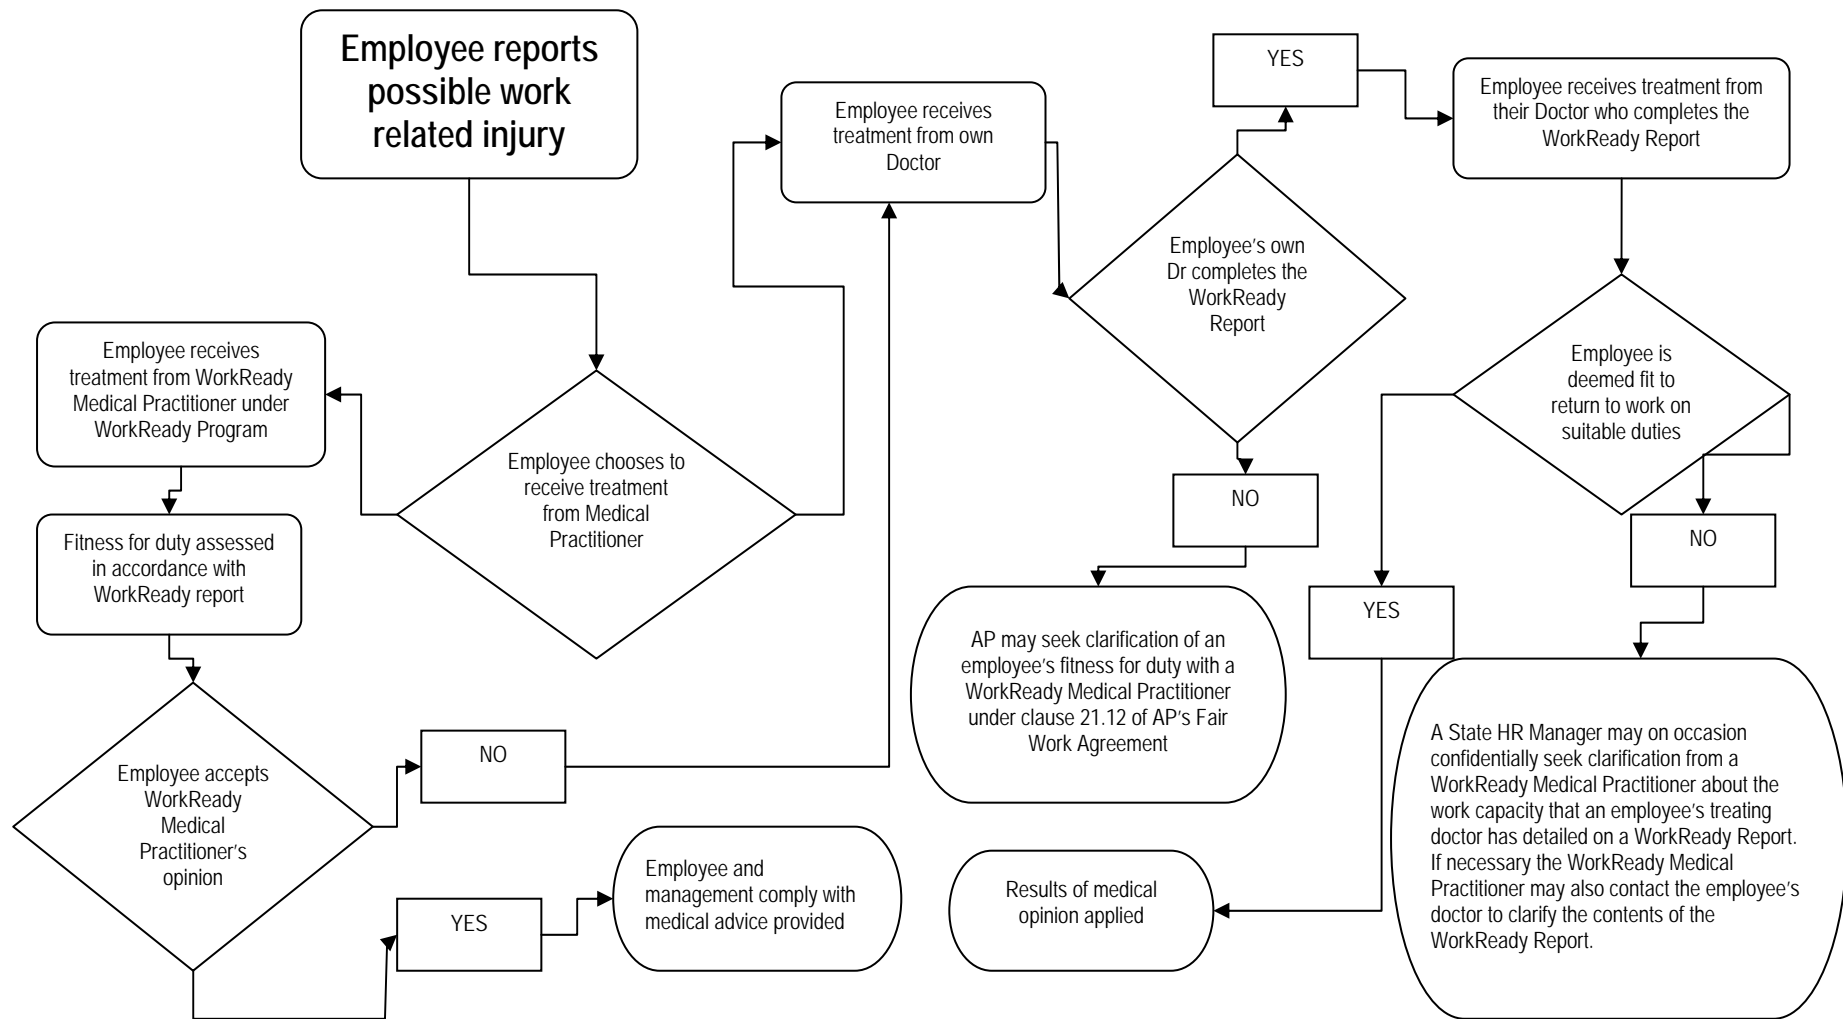 Employee reports
possible work
related injury
Employee chooses to
receive treatment
from Medical
Practitioner
Employee receives
treatment from WorkReady
Medical Practitioner under
WorkReady Program
Fitness for duty assessed
in accordance with
WorkReady report
Employee accepts
WorkReady
Medical
Practitioner's
opinion
NO
YES
Employee and
management comply with
medical advice provided
Employee receives
treatment from own
Doctor
Employee's own
Dr completes the
WorkReady
Report
YES
NO
AP may seek clarification of an
employee's fitness for duty with a
WorkReady Medical Practitioner
under clause 21.12 of AP's Fair
Work Agreement
Employee receives treatment from
their Doctor who completes the
WorkReady Report
Employee is
deemed fit to
return to work on
suitable duties
YES
Results of medical
opinion applied
NO
A State HR Manager may on occasion
confidentially seek clarification from a
WorkReady Medical Practitioner about the
work capacity that an employee's treating
doctor has detailed on a WorkReady Report.
If necessary the WorkReady Medical
Practitioner may also contact the employee's
doctor to clarify the contents of the
WorkReady Report.